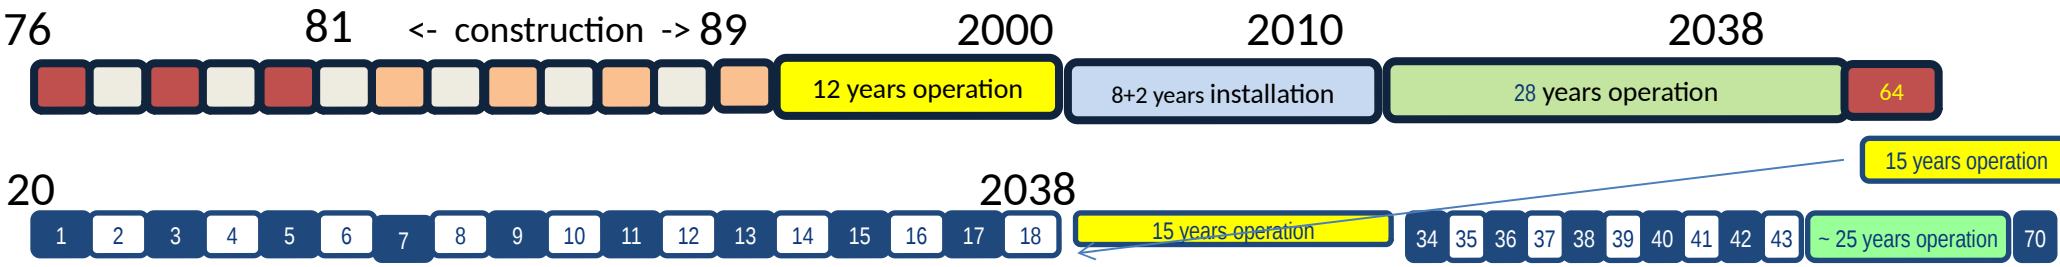 76 81 <- construction -> 89 2000 2010 2038
12 years operation 8+2 years installation 28 years operation 64
15 years operation
20 2038
1 2 3 4 5 6 7 8 9 10 11 12 13 14 15 16 17 18 15 years operation 34 35 36 37 38 39 40 41 42 43 ~ 25 years operation 70